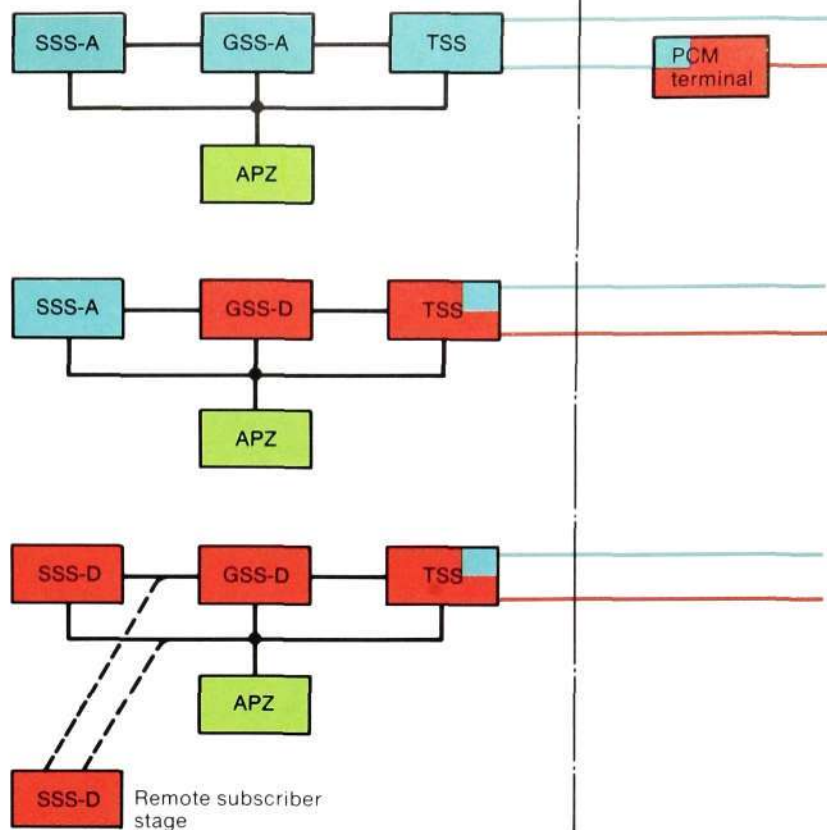 SSS-A GSS-A TSS PCM
terminal
APZ
SSS-A GSS-D TSS
APZ
SSS-D GSS-D TSS
APZ
SSS-D Remote subscriber
stage